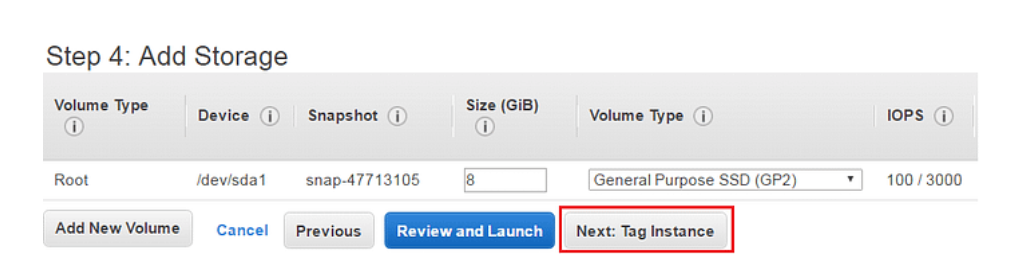 Step 4: Add Storage
Volume Type Device Snapshot Size (GiB) Volume Type IOPS
Root /dev/sda1 snap-47713105 8 General Purpose SSD (GP2) 100 / 3000
Add New Volume Cancel Previous Review and Launch Next: Tag Instance